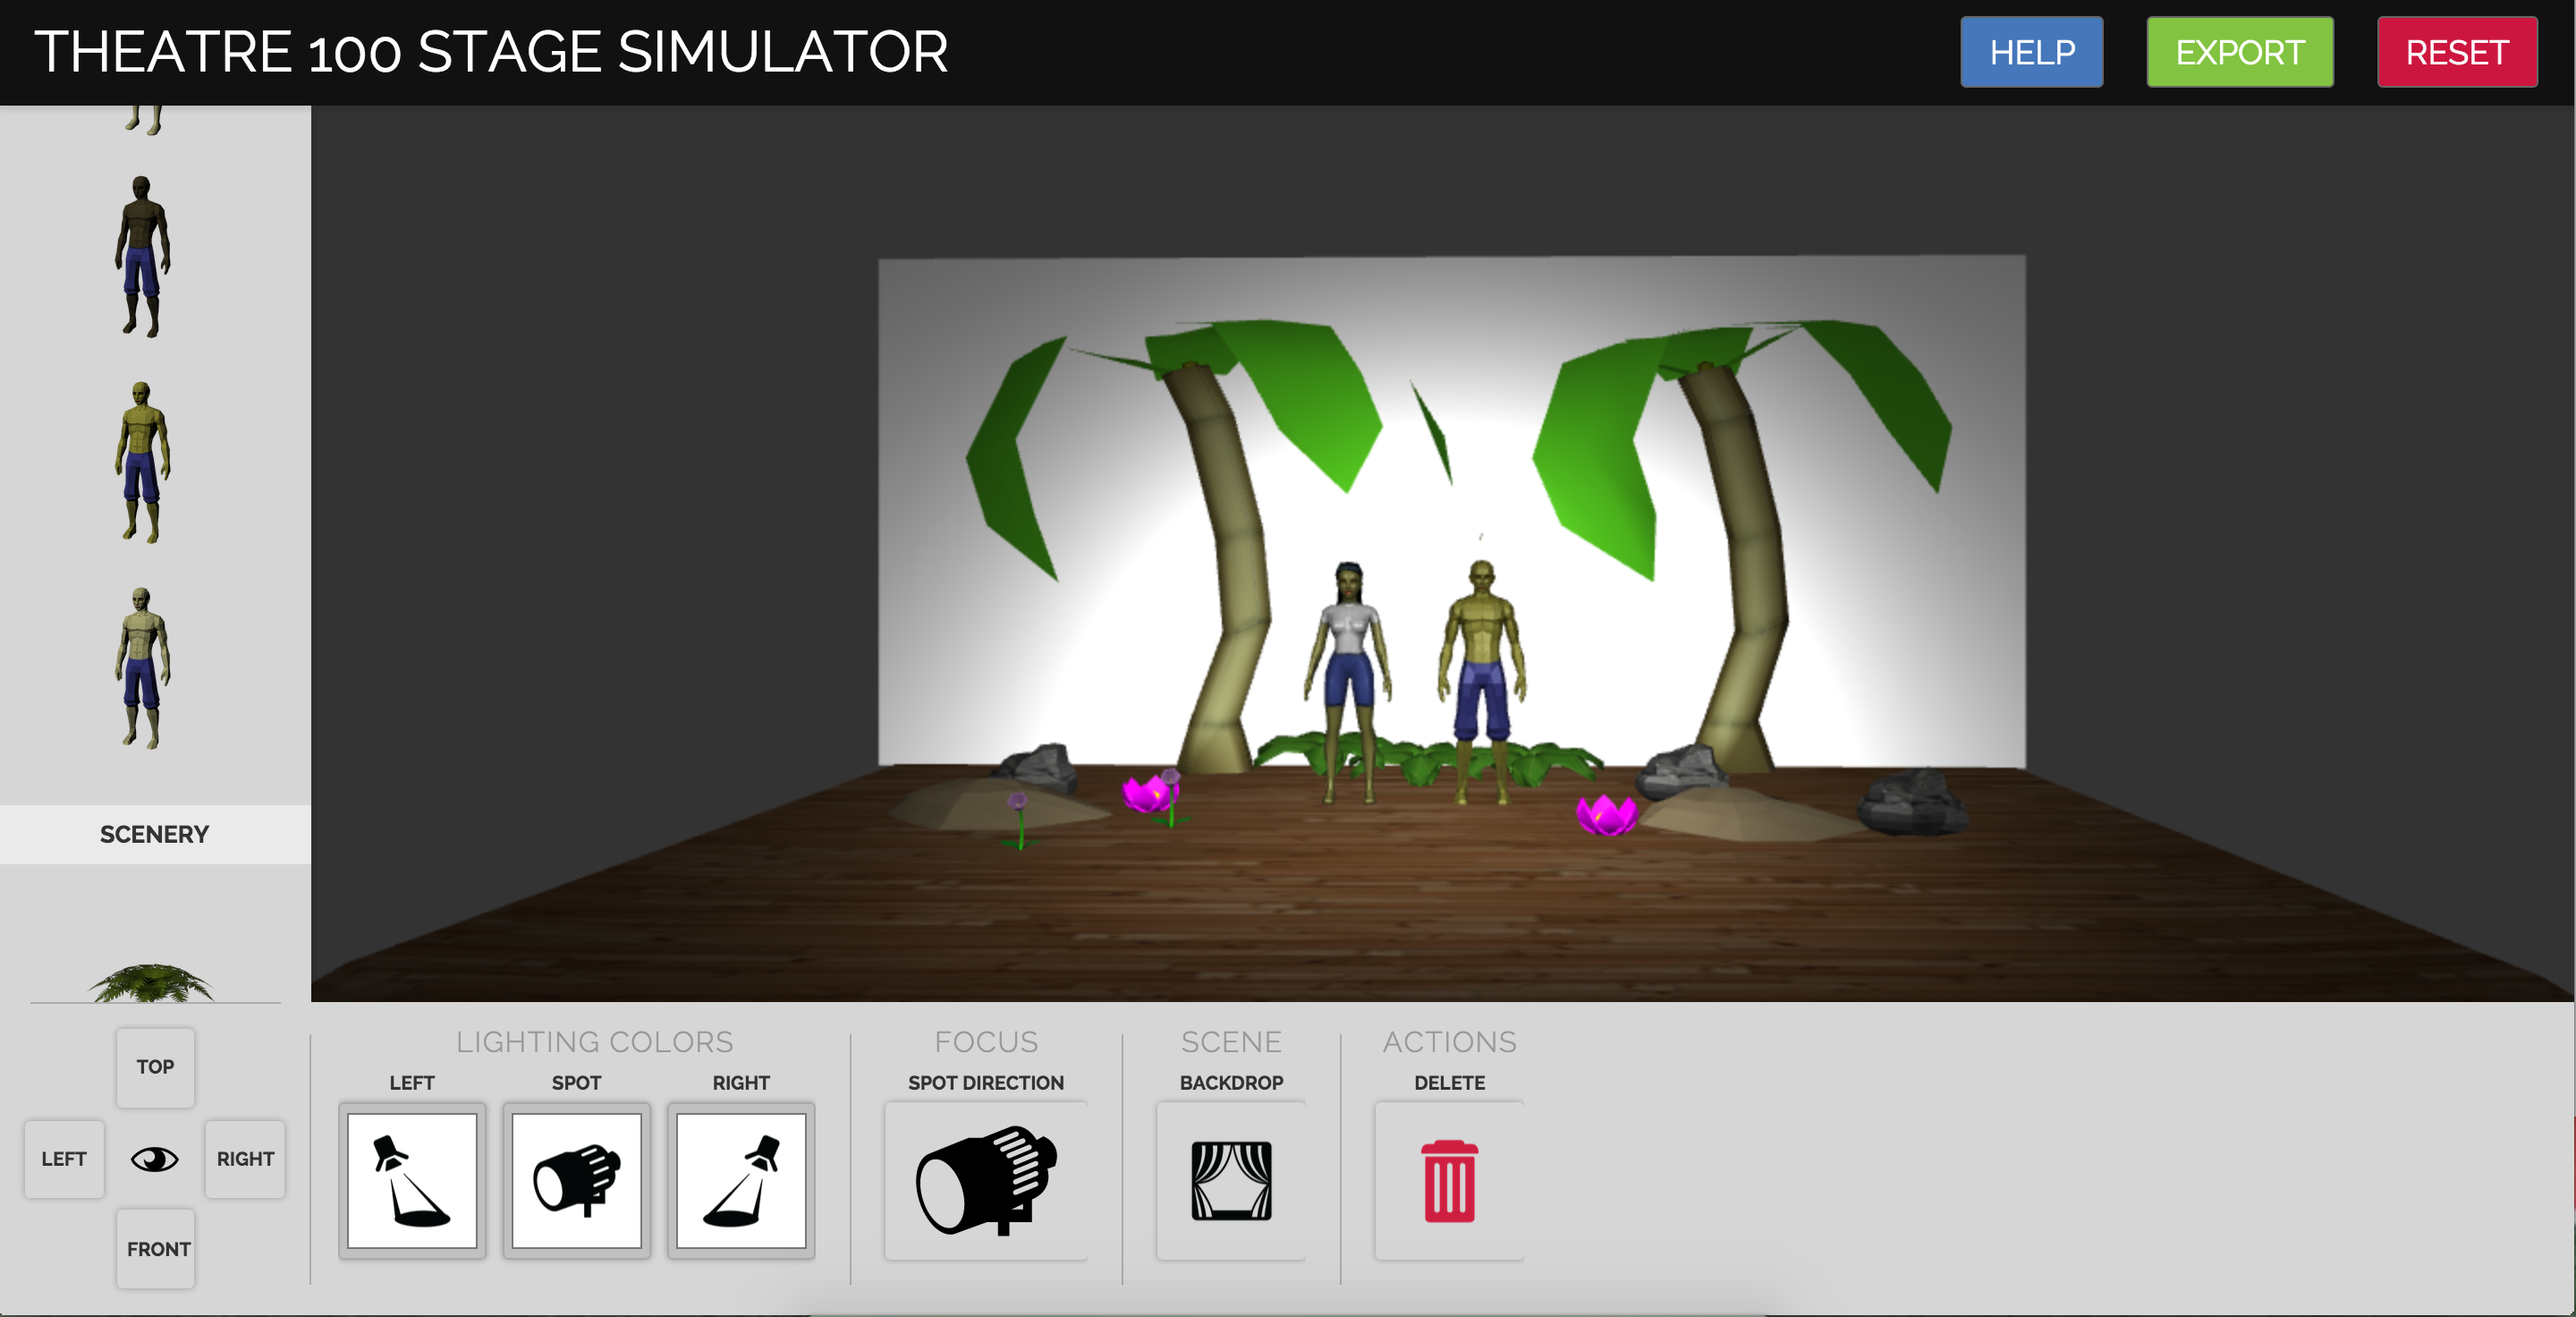 THEATRE 100 STAGE SIMULATOR
HELP
EXPORT
RESET
SCENERY
TOP
LEFT
RIGHT
FRONT
LIGHTING COLORS
LEFT
SPOT
RIGHT
FOCUS
SPOT DIRECTION
SCENE
BACKDROP
ACTIONS
DELETE